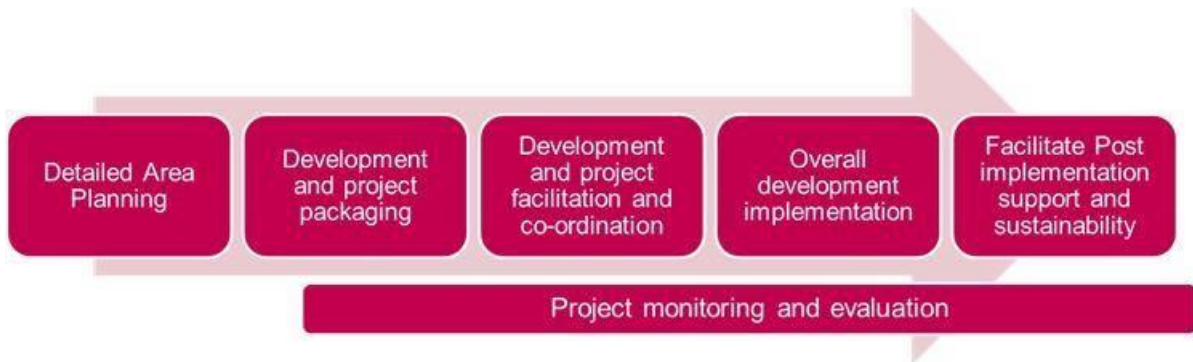 Detailed Area
Planning
Development
and project
packaging
Development
and project
facilitation and
co-ordination
Overall
development
implementation
Facilitate Post
implementation
support and
sustainability
Project monitoring and evaluation